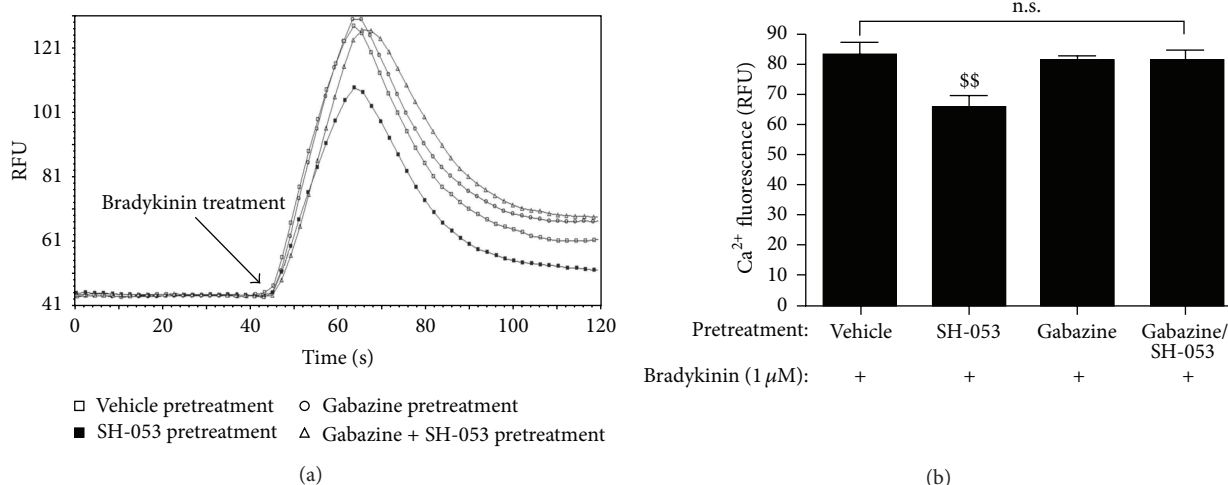 131
121
101
81
61
41
RFU
Bradykinin treatment
0 20 40 60 80 100 120
Time (s)
Vehicle pretreatment
SH-053 pretreatment
Gabazine pretreatment
Gabazine + SH-053 pretreatment
(a)
n.s.
90
80
70
60
50
40
30
20
10
0
Ca2+ fluorescence (RFU)
$$
Pretreatment: Vehicle SH-053 Gabazine Gabazine/
SH-053
Bradykinin (1 μM): + + + +
(b)